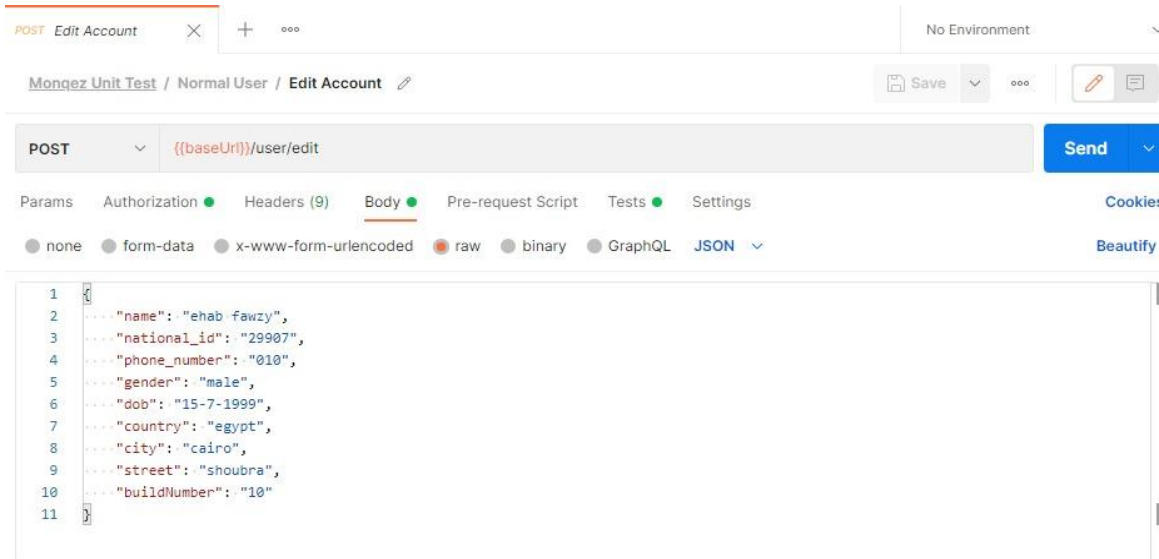 POST Edit Account
No Environment
Monqez Unit Test / Normal User / Edit Account
Save
POST {{baseUrl}}/user/edit
Send
Params Authorization Headers (9) Body Pre-request Script Tests Settings Cookies
none form-data x-www-form-urlencoded raw binary GraphQL JSON Beautify
1 {
2 "name": "ehab fawzy",
3 "national_id": "29907",
4 "phone_number": "010",
5 "gender": "male",
6 "dob": "15-7-1999",
7 "country": "egypt",
8 "city": "cairo",
9 "street": "shoubra",
10 "buildNumber": "10"
11 }